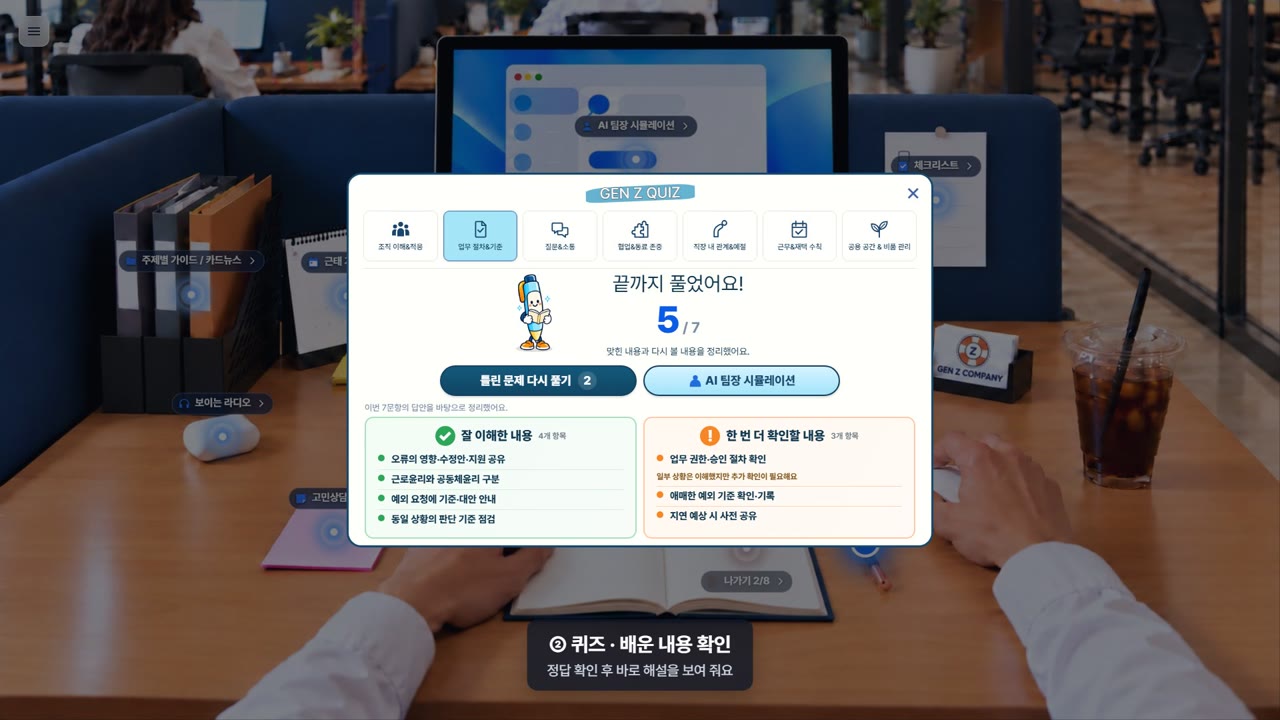 AI 팀장 시뮬레이션
체크리스트
주제별 가이드 / 카드뉴스
근태
보이는 라디오
고민상담
GEN Z COMPANY
GEN Z QUIZ
조직 이해&적응
업무 절차&기준
질문&소통
협업&동료 존중
직장 내 관계&예절
근무&재택 수칙
공용 공간 & 비품 관리
끝까지 풀었어요!
5 / 7
맞힌 내용과 다시 볼 내용을 정리했어요.
틀린 문제 다시 풀기 2
AI 팀장 시뮬레이션
이번 7문항의 답안을 바탕으로 정리했어요.
잘 이해한 내용 4개 항목
오류의 영향·수정안·지원 공유
근로윤리와 공동체윤리 구분
예외 요청에 기준·대안 안내
동일 상황의 판단 기준 점검
한 번 더 확인할 내용 3개 항목
업무 권한·승인 절차 확인
일부 상황은 이해했지만 추가 확인이 필요해요
애매한 예외 기준 확인·기록
지연 예상 시 사전 공유
나가기 2/8
② 퀴즈 · 배운 내용 확인
정답 확인 후 바로 해설을 보여 줘요